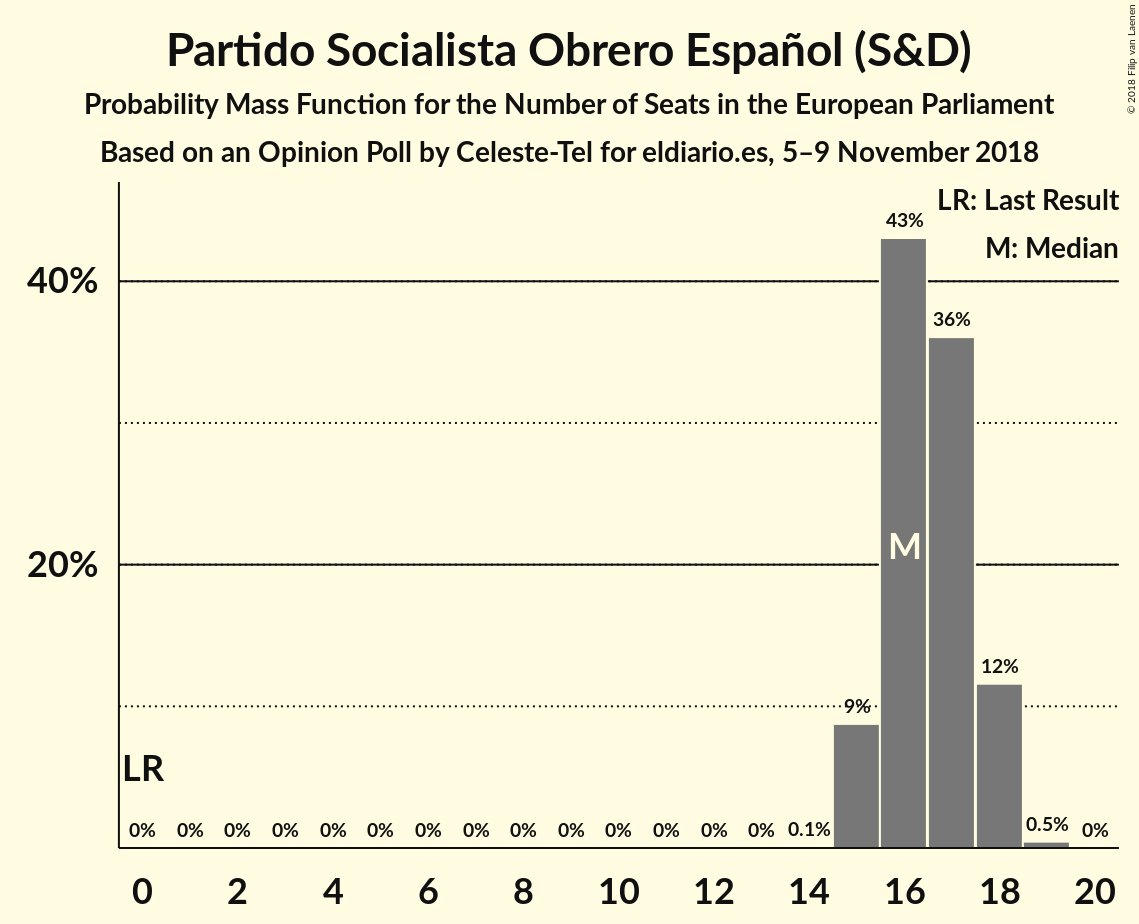 Partido Socialista Obrero Español (S&D)
Probability Mass Function for the Number of Seats in the European Parliament
Based on an Opinion Poll by Celeste-Tel for eldiario.es, 5–9 November 2018
© 2018 Filip van Laenen
LR: Last Result
M: Median
40%
20%
43%
36%
M
12%
9%
LR
0% 0% 0% 0% 0% 0% 0% 0% 0% 0% 0% 0% 0% 0% 0.1% 0.5% 0%
0 2 4 6 8 10 12 14 16 18 20